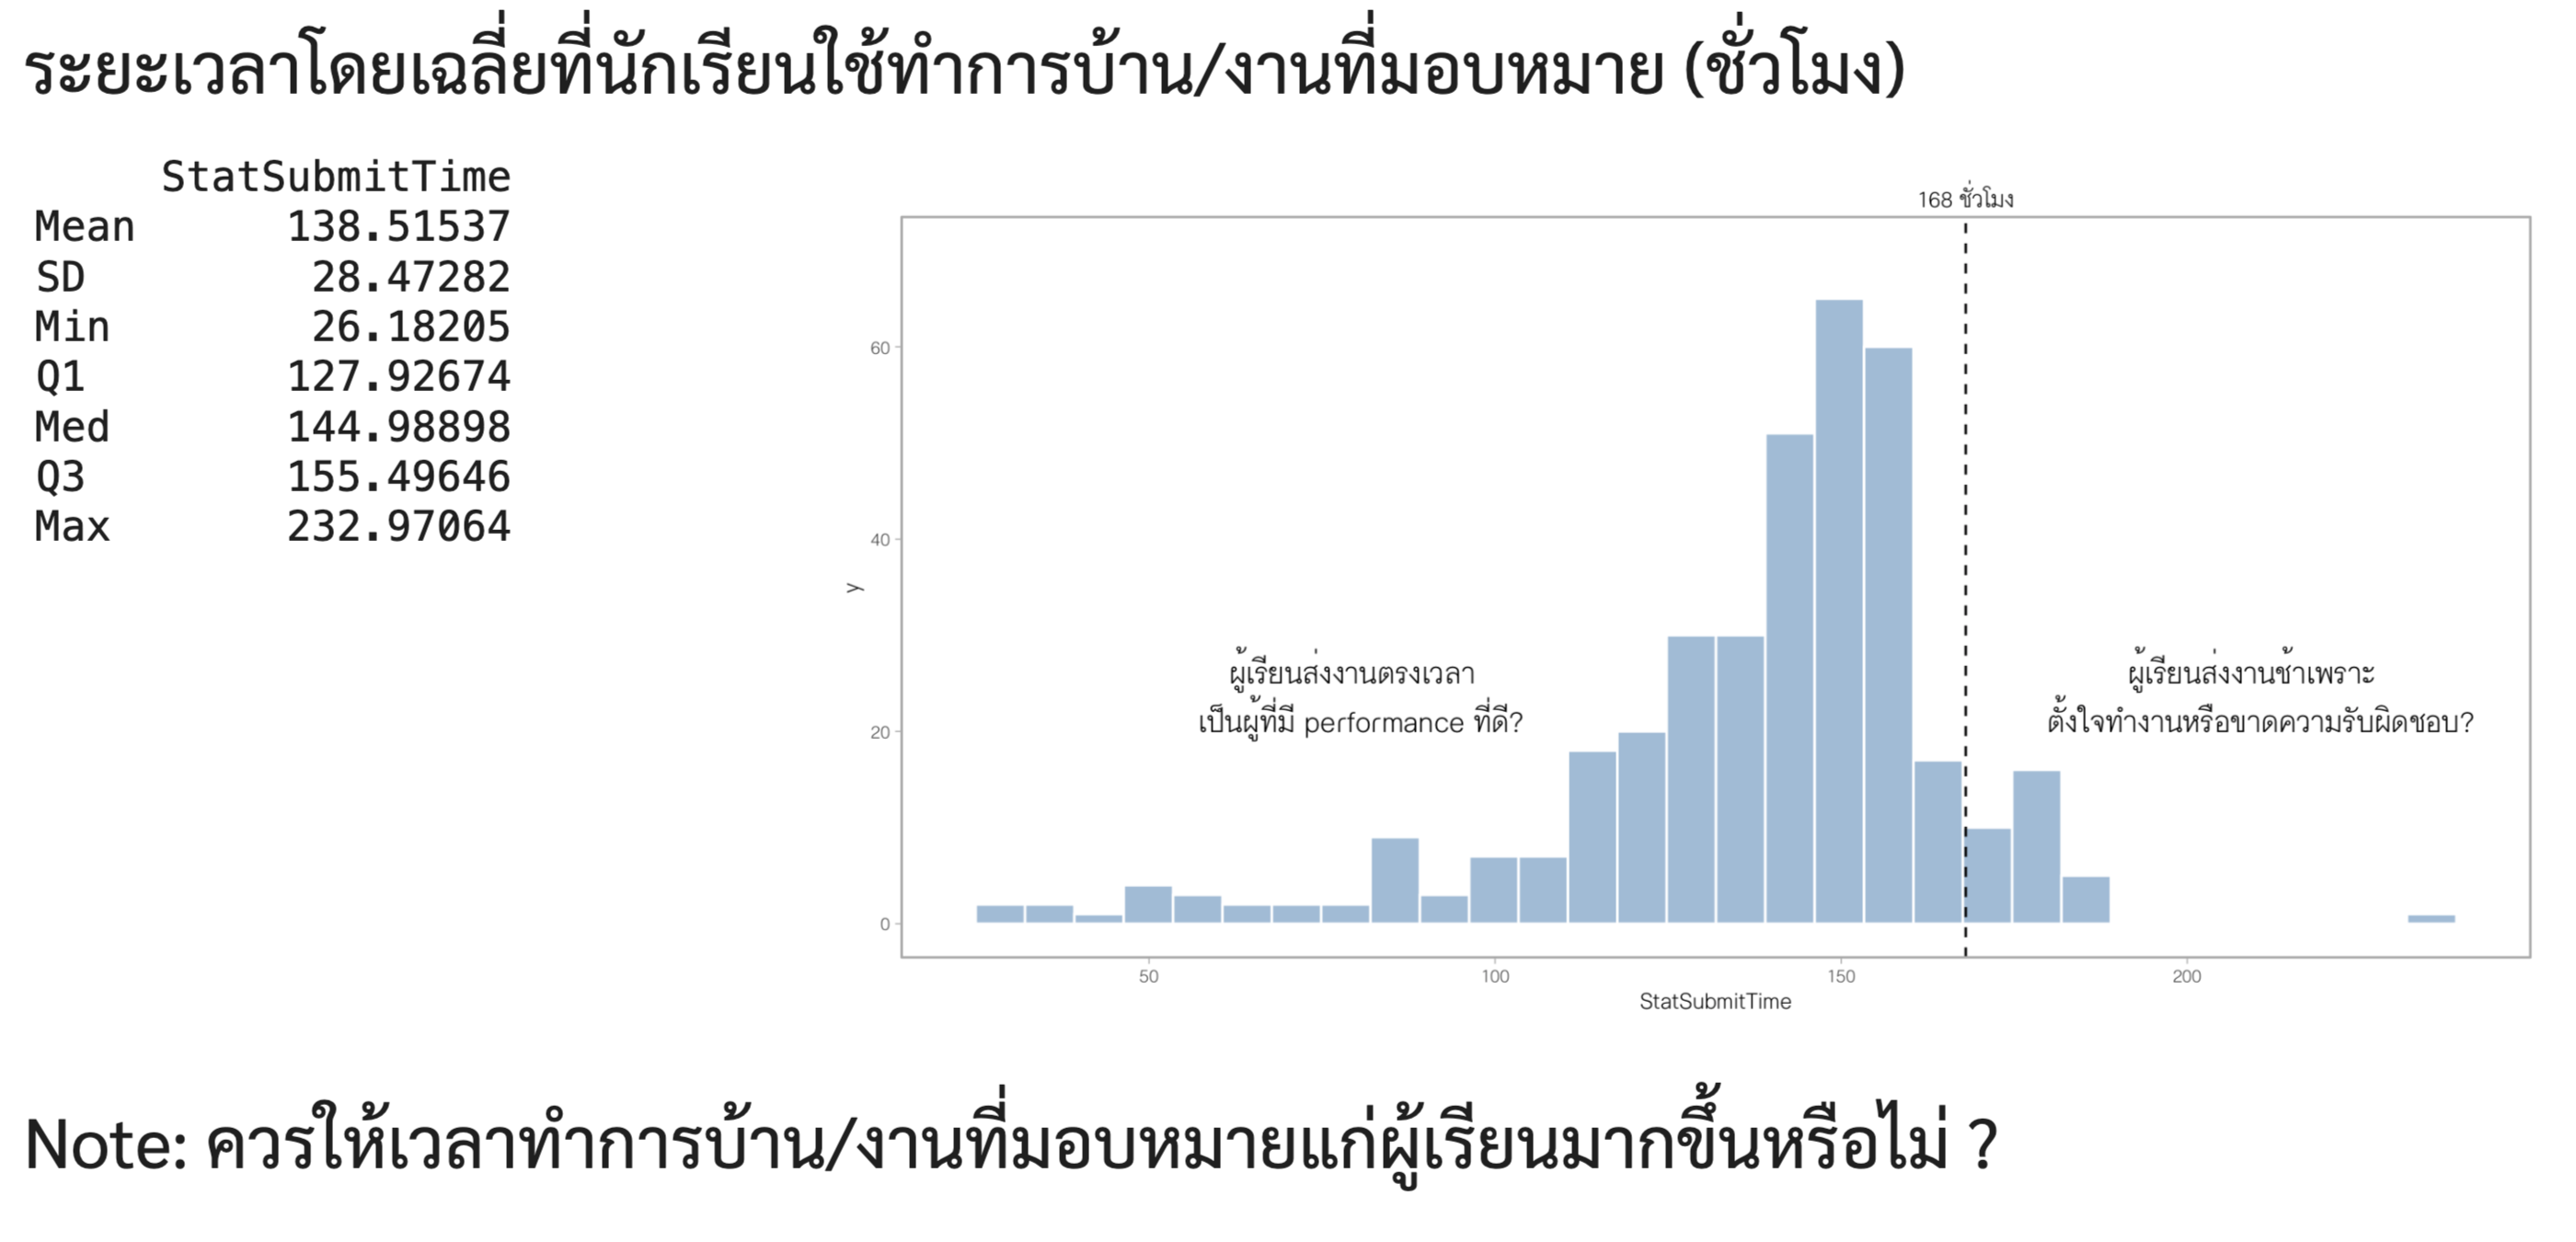 ระยะเวลาโดยเฉลี่ยที่นักเรียนใช้ทำการบ้าน/งานที่มอบหมาย (ชั่วโมง)
StatSubmitTime
Mean 138.51537
SD 28.47282
Min 26.18205
Q1 127.92674
Med 144.98898
Q3 155.49646
Max 232.97064
168 ชั่วโมง
60
40
20
0
y
ผู้เรียนส่งงานตรงเวลา
เป็นผู้ที่มี performance ที่ดี?
ผู้เรียนส่งงานช้าเพราะ
ตั้งใจทำงานหรือขาดความรับผิดชอบ?
50 100 150 200
StatSubmitTime
Note: ควรให้เวลาทำการบ้าน/งานที่มอบหมายแก่ผู้เรียนมากขึ้นหรือไม่ ?